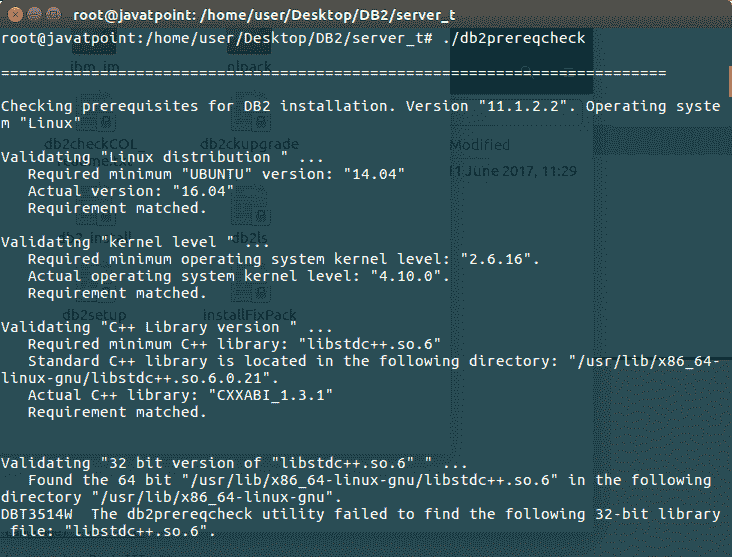 root@javatpoint: /home/user/Desktop/DB2/server_t
root@javatpoint:/home/user/Desktop/DB2/server_t# ./db2prereqcheck
ibm_im
nlpack
==========================================================================
Checking prerequisites for DB2 installation. Version "11.1.2.2". Operating syste
m "Linux"
db2checkCOL_
db2ckupgrade
Modified
Validating "Linux distribution " ...
11 June 2017, 11:29
Required minimum "UBUNTU" version: "14.04"
Actual version: "16.04"
Requirement matched.
db2_install
db2ls
Validating "kernel level " ...
Required minimum operating system kernel level: "2.6.16".
Actual operating system kernel level: "4.10.0".
Requirement matched.
db2setup
installFixPack
Validating "C++ Library version " ...
Required minimum C++ library: "libstdc++.so.6"
Standard C++ library is located in the following directory: "/usr/lib/x86_64-
linux-gnu/libstdc++.so.6.0.21".
Actual C++ library: "CXXABI_1.3.1"
Requirement matched.
Validating "32 bit version of "libstdc++.so.6" " ...
Found the 64 bit "/usr/lib/x86_64-linux-gnu/libstdc++.so.6" in the following
directory "/usr/lib/x86_64-linux-gnu".
DBT3514W  The db2prereqcheck utility failed to find the following 32-bit library
file: "libstdc++.so.6".